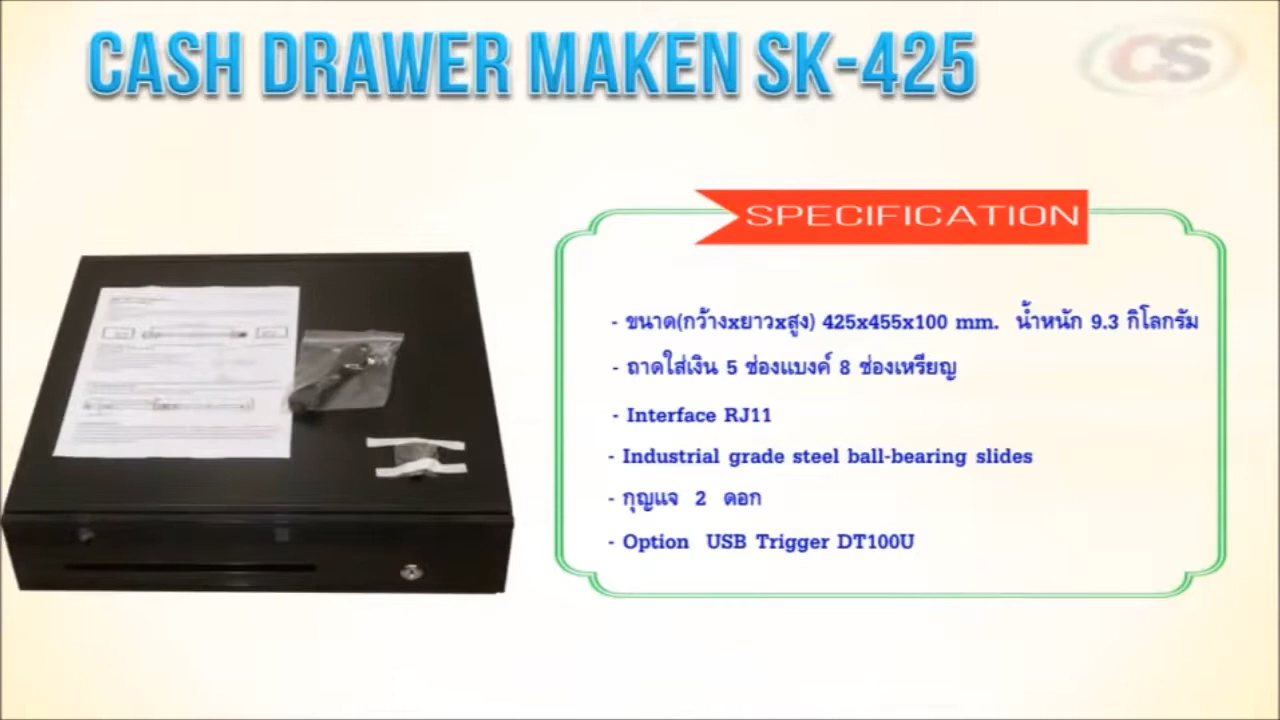 CASH DRAWER MAKEN SK-425
CS
SPECIFICATION
- ขนาด(กว้างxยาวxสูง) 425x455x100 mm. น้ำหนัก 9.3 กิโลกรัม
- ถาดใส่เงิน 5 ช่องแบงค์ 8 ช่องเหรียญ
- Interface RJ11
- Industrial grade steel ball-bearing slides
- กุญแจ 2 ดอก
- Option USB Trigger DT100U